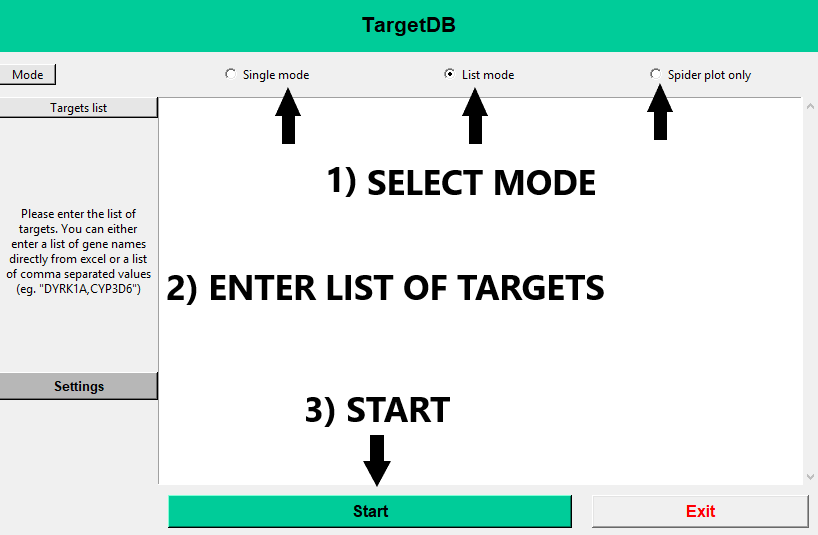 TargetDB
Mode
Single mode
List mode
Spider plot only
Targets list
1) SELECT MODE
Please enter the list of
targets. You can either
enter a list of gene names
directly from excel or a list
of comma separated values
(eg. "DYRK1A,CYP3D6")
2) ENTER LIST OF TARGETS
Settings
3) START
Start
Exit